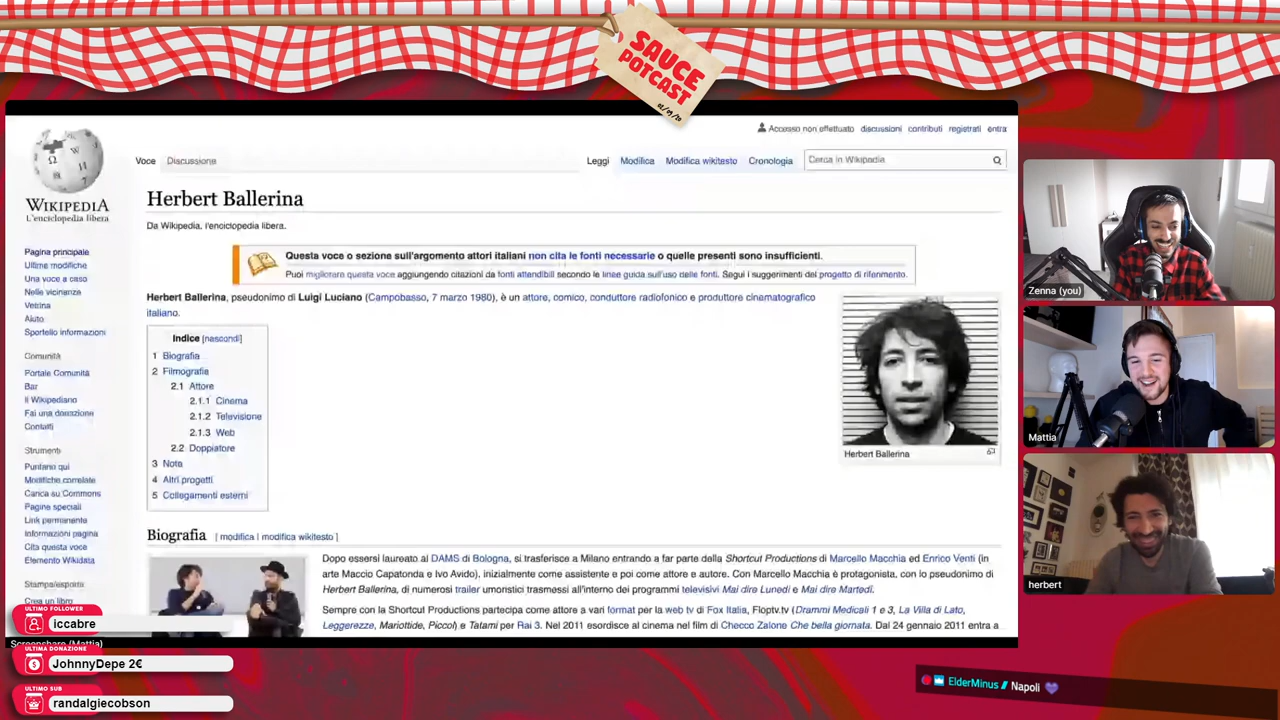 SAUCE
POTCAST
Accesso non effettuato discussioni contributi registrati entra
WIKIPEDIA
L'enciclopedia libera
Voce Discussione Leggi Modifica Modifica wikitesto Cronologia Cerca in Wikipedia
Herbert Ballerina
Da Wikipedia, l'enciclopedia libera.
Questa voce o sezione sull'argomento attori italiani non cita le fonti necessarie o quelle presenti sono insufficienti.
Puoi migliorare questa voce aggiungendo citazioni da fonti attendibili secondo le linee guida sull'uso delle fonti. Segui i suggerimenti del progetto di riferimento.
Herbert Ballerina, pseudonimo di Luigi Luciano (Campobasso, 7 marzo 1980), è un attore, comico, conduttore radiofonico e produttore cinematografico
italiano.
Indice [nascondi]
1 Biografia
2 Filmografia
2.1 Attore
2.1.1 Cinema
2.1.2 Televisione
2.1.3 Web
2.2 Doppiatore
3 Note
4 Altri progetti
5 Collegamenti esterni
Herbert Ballerina
Biografia [ modifica | modifica wikitesto ]
Dopo essersi laureato al DAMS di Bologna, si trasferisce a Milano entrando a far parte della Shortcut Productions di Marcello Macchia ed Enrico Venti (in
arte Maccio Capatonda e Ivo Avido), inizialmente come assistente e poi come attore e autore. Con Marcello Macchia è protagonista, con lo pseudonimo di
Herbert Ballerina, di numerosi trailer umoristici trasmessi all'interno dei programmi televisivi Mai dire Lunedì e Mai dire Martedì.
Sempre con la Shortcut Productions partecipa come attore a vari format per la web tv di Fox Italia, Floptv.tv (Drammi Medicali 1 e 3, La Villa di Lato,
Leggerezze, Mariottide, Piccol) e Tatami per Rai 3. Nel 2011 esordisce al cinema nel film di Checco Zalone Che bella giornata. Dal 24 gennaio 2011 entra a
Pagina principale
Ultime modifiche
Una voce a caso
Nelle vicinanze
Vetrina
Aiuto
Sportello informazioni
Comunità
Portale Comunità
Bar
Il Wikipediano
Fai una donazione
Contatti
Strumenti
Puntano qui
Modifiche correlate
Carica su Commons
Pagine speciali
Link permanente
Informazioni pagina
Cita questa voce
Elemento Wikidata
Stampa/esporta
Crea un libro
Screenshare (Mattia)
Zenna (you)
Mattia
herbert
ULTIMO FOLLOWER
iccabre
ULTIMA DONAZIONE
JohnnyDepe 2€
ULTIMO SUB
randalgiecobson
ElderMinus // Napoli 💜